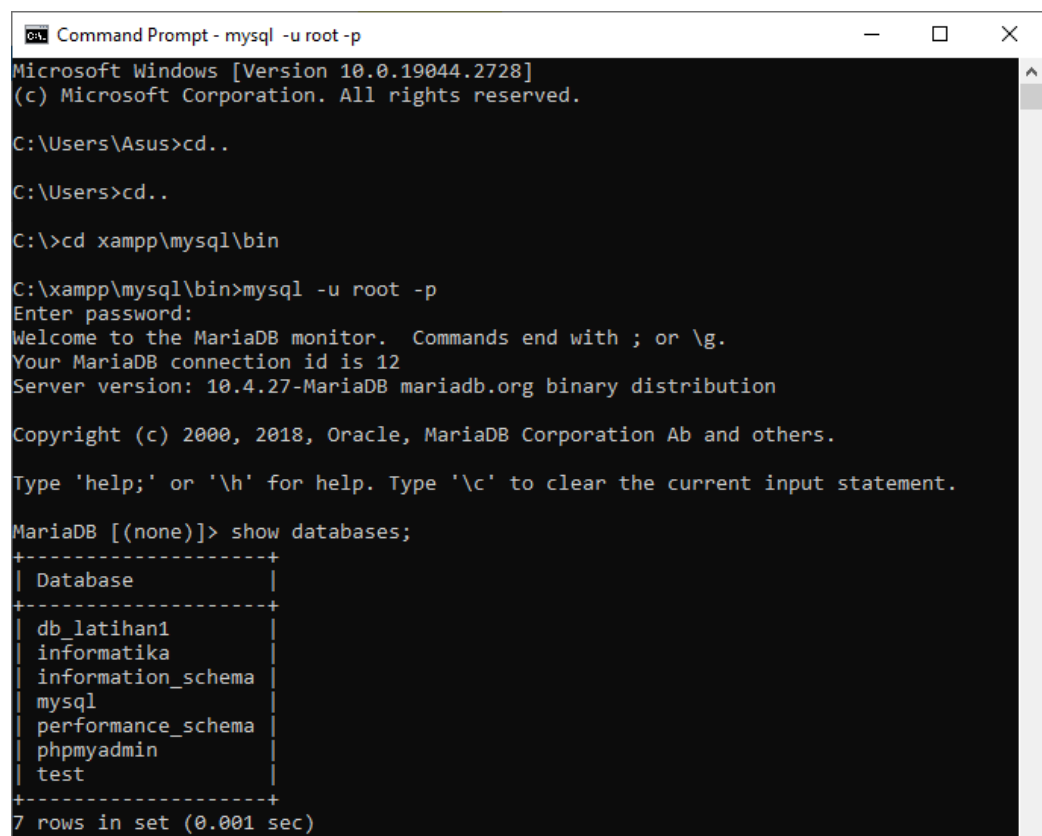 Command Prompt - mysql -u root -p
Microsoft Windows [Version 10.0.19044.2728]
(c) Microsoft Corporation. All rights reserved.
C:\Users\Asus>cd..
C:\Users>cd..
C:\>cd xampp\mysql\bin
C:\xampp\mysql\bin>mysql -u root -p
Enter password:
Welcome to the MariaDB monitor.  Commands end with ; or \g.
Your MariaDB connection id is 12
Server version: 10.4.27-MariaDB mariadb.org binary distribution
Copyright (c) 2000, 2018, Oracle, MariaDB Corporation Ab and others.
Type 'help;' or '\h' for help. Type '\c' to clear the current input statement.
MariaDB [(none)]> show databases;
+--------------------+
| Database           |
+--------------------+
| db_latihan1        |
| informatika        |
| information_schema |
| mysql              |
| performance_schema |
| phpmyadmin         |
| test               |
+--------------------+
7 rows in set (0.001 sec)